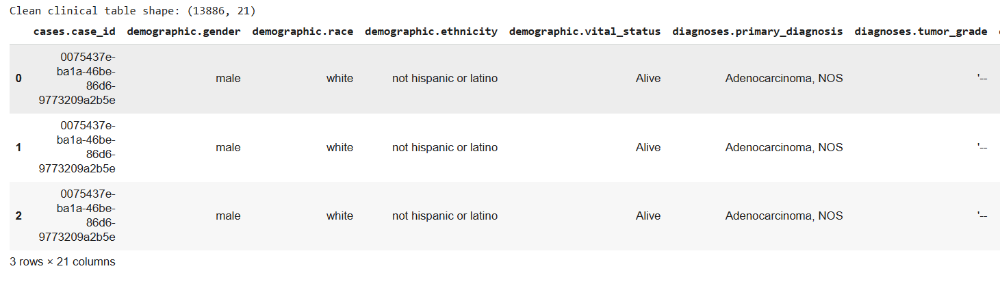 Clean clinical table shape: (13886, 21)
cases.case_id demographic.gender demographic.race demographic.ethnicity demographic.vital_status diagnoses.primary_diagnosis diagnoses.tumor_grade
0 0075437e-
ba1a-46be-
86d6-
9773209a2b5e male white not hispanic or latino Alive Adenocarcinoma, NOS '--
1 0075437e-
ba1a-46be-
86d6-
9773209a2b5e male white not hispanic or latino Alive Adenocarcinoma, NOS '--
2 0075437e-
ba1a-46be-
86d6-
9773209a2b5e male white not hispanic or latino Alive Adenocarcinoma, NOS '--
3 rows × 21 columns